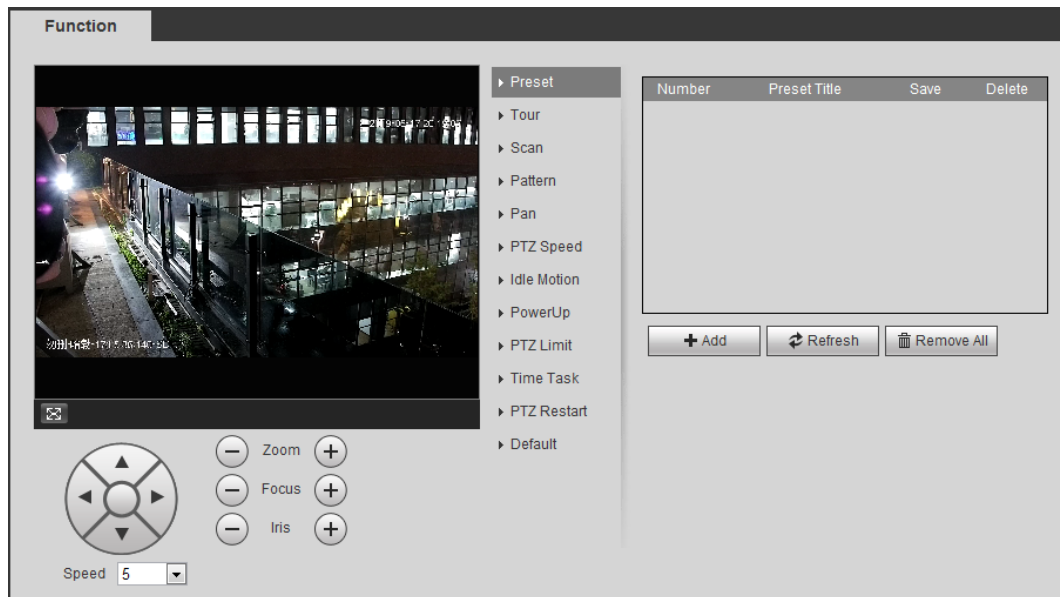 Function
Preset
Tour
Scan
Pattern
Pan
PTZ Speed
Idle Motion
PowerUp
PTZ Limit
Time Task
PTZ Restart
Default
Number Preset Title Save Delete
Add Refresh Remove All
Zoom
Focus
Iris
Speed 5